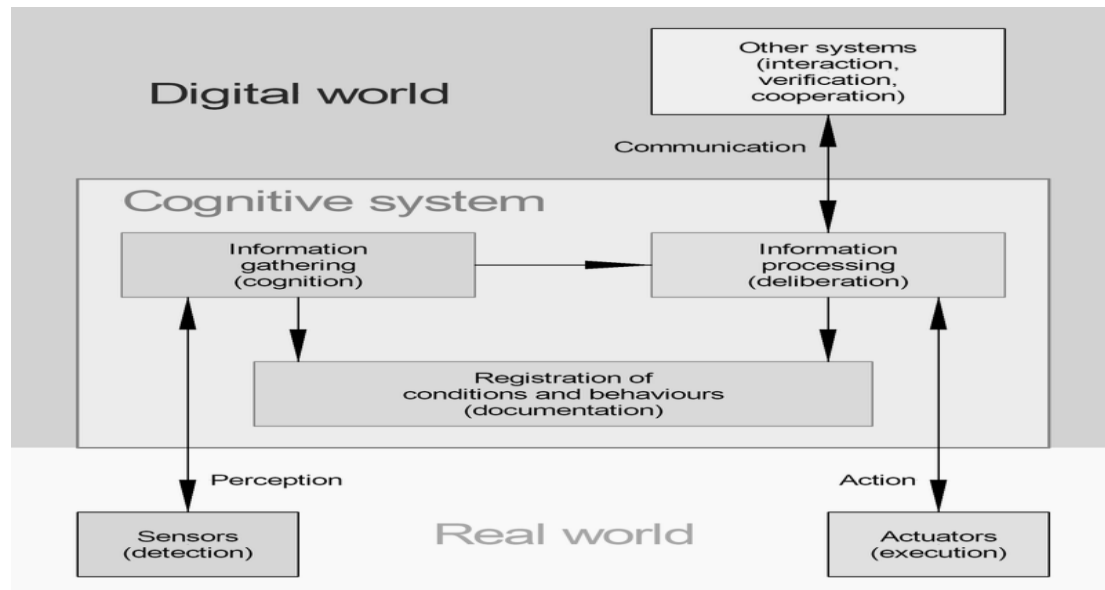 Other systems
(interaction,
verification,
cooperation)
Digital world
Communication
Cognitive system
Information
gathering
(cognition)
Information
processing
(deliberation)
Registration of
conditions and behaviours
(documentation)
Perception
Action
Sensors
(detection)
Real world
Actuators
(execution)